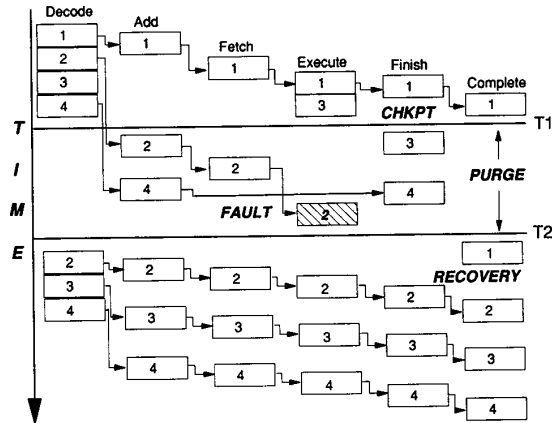 Decode
Add
Fetch
Execute
Finish
Complete
1
1
1
1
1
1
2
3
3
4
CHKPT
T1
T
I
M
E
2
2
3
4
4
PURGE
FAULT
2
T2
1
RECOVERY
2
2
2
2
2
2
3
3
3
3
3
3
4
4
4
4
4
4